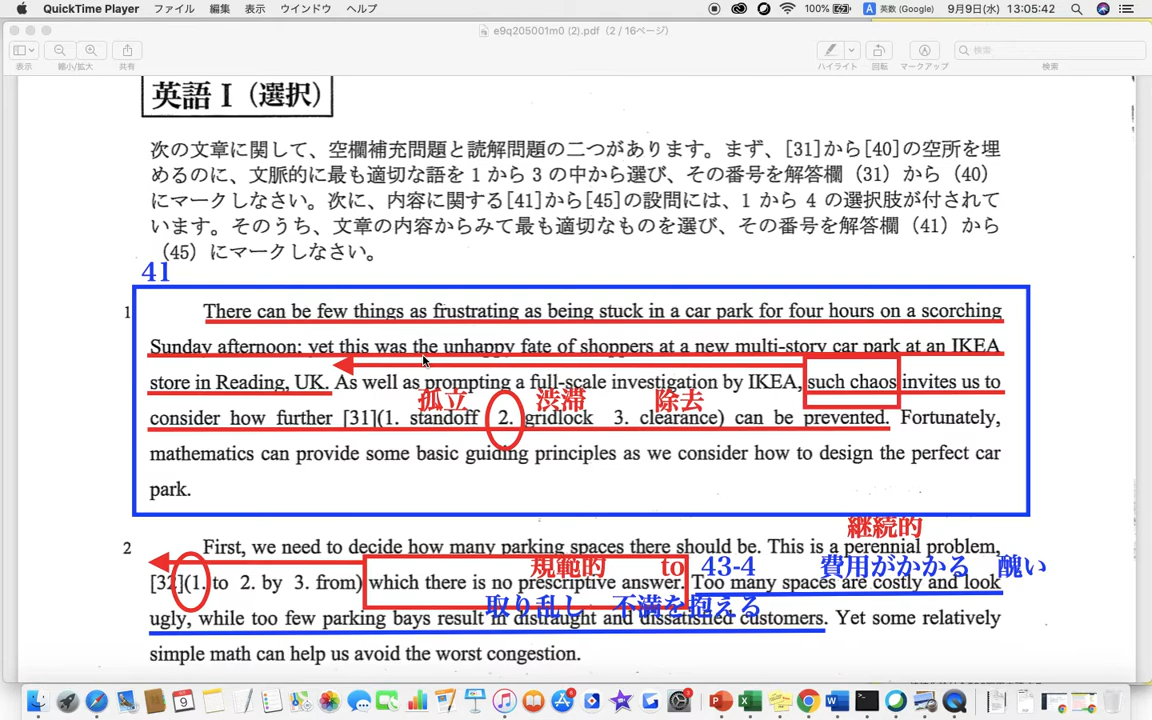 QuickTime Player ファイル 編集 表示 ウインドウ ヘルプ 100% A 英数 (Google) 9月9日(水) 13:05:42
e9q205001m0 (2).pdf（2 / 16ページ）
検索
表示 縮小/拡大 共有 ハイライト 回転 マークアップ 検索
英語Ⅰ（選択）
次の文章に関して、空欄補充問題と読解問題の二つがあります。まず、[31]から[40]の空所を埋
めるのに、文脈的に最も適切な語を１から３の中から選び、その番号を解答欄（31）から（40）
にマークしなさい。次に、内容に関する[41]から[45]の設問には、１から４の選択肢が付されて
います。そのうち、文章の内容からみて最も適切なものを選び、その番号を解答欄（41）から
（45）にマークしなさい。
41
1 There can be few things as frustrating as being stuck in a car park for four hours on a scorching
Sunday afternoon; yet this was the unhappy fate of shoppers at a new multi-story car park at an IKEA
store in Reading, UK. As well as prompting a full-scale investigation by IKEA, such chaos invites us to
孤立 渋滞 除去
consider how further [31](1. standoff 2. gridlock 3. clearance) can be prevented. Fortunately,
mathematics can provide some basic guiding principles as we consider how to design the perfect car
park.
継続的
2 First, we need to decide how many parking spaces there should be. This is a perennial problem,
規範的 to 43-4 費用がかかる 醜い
[32](1. to 2. by 3. from) which there is no prescriptive answer. Too many spaces are costly and look
取り乱し 不満を抱える
ugly, while too few parking bays result in distraught and dissatisfied customers. Yet some relatively
simple math can help us avoid the worst congestion.